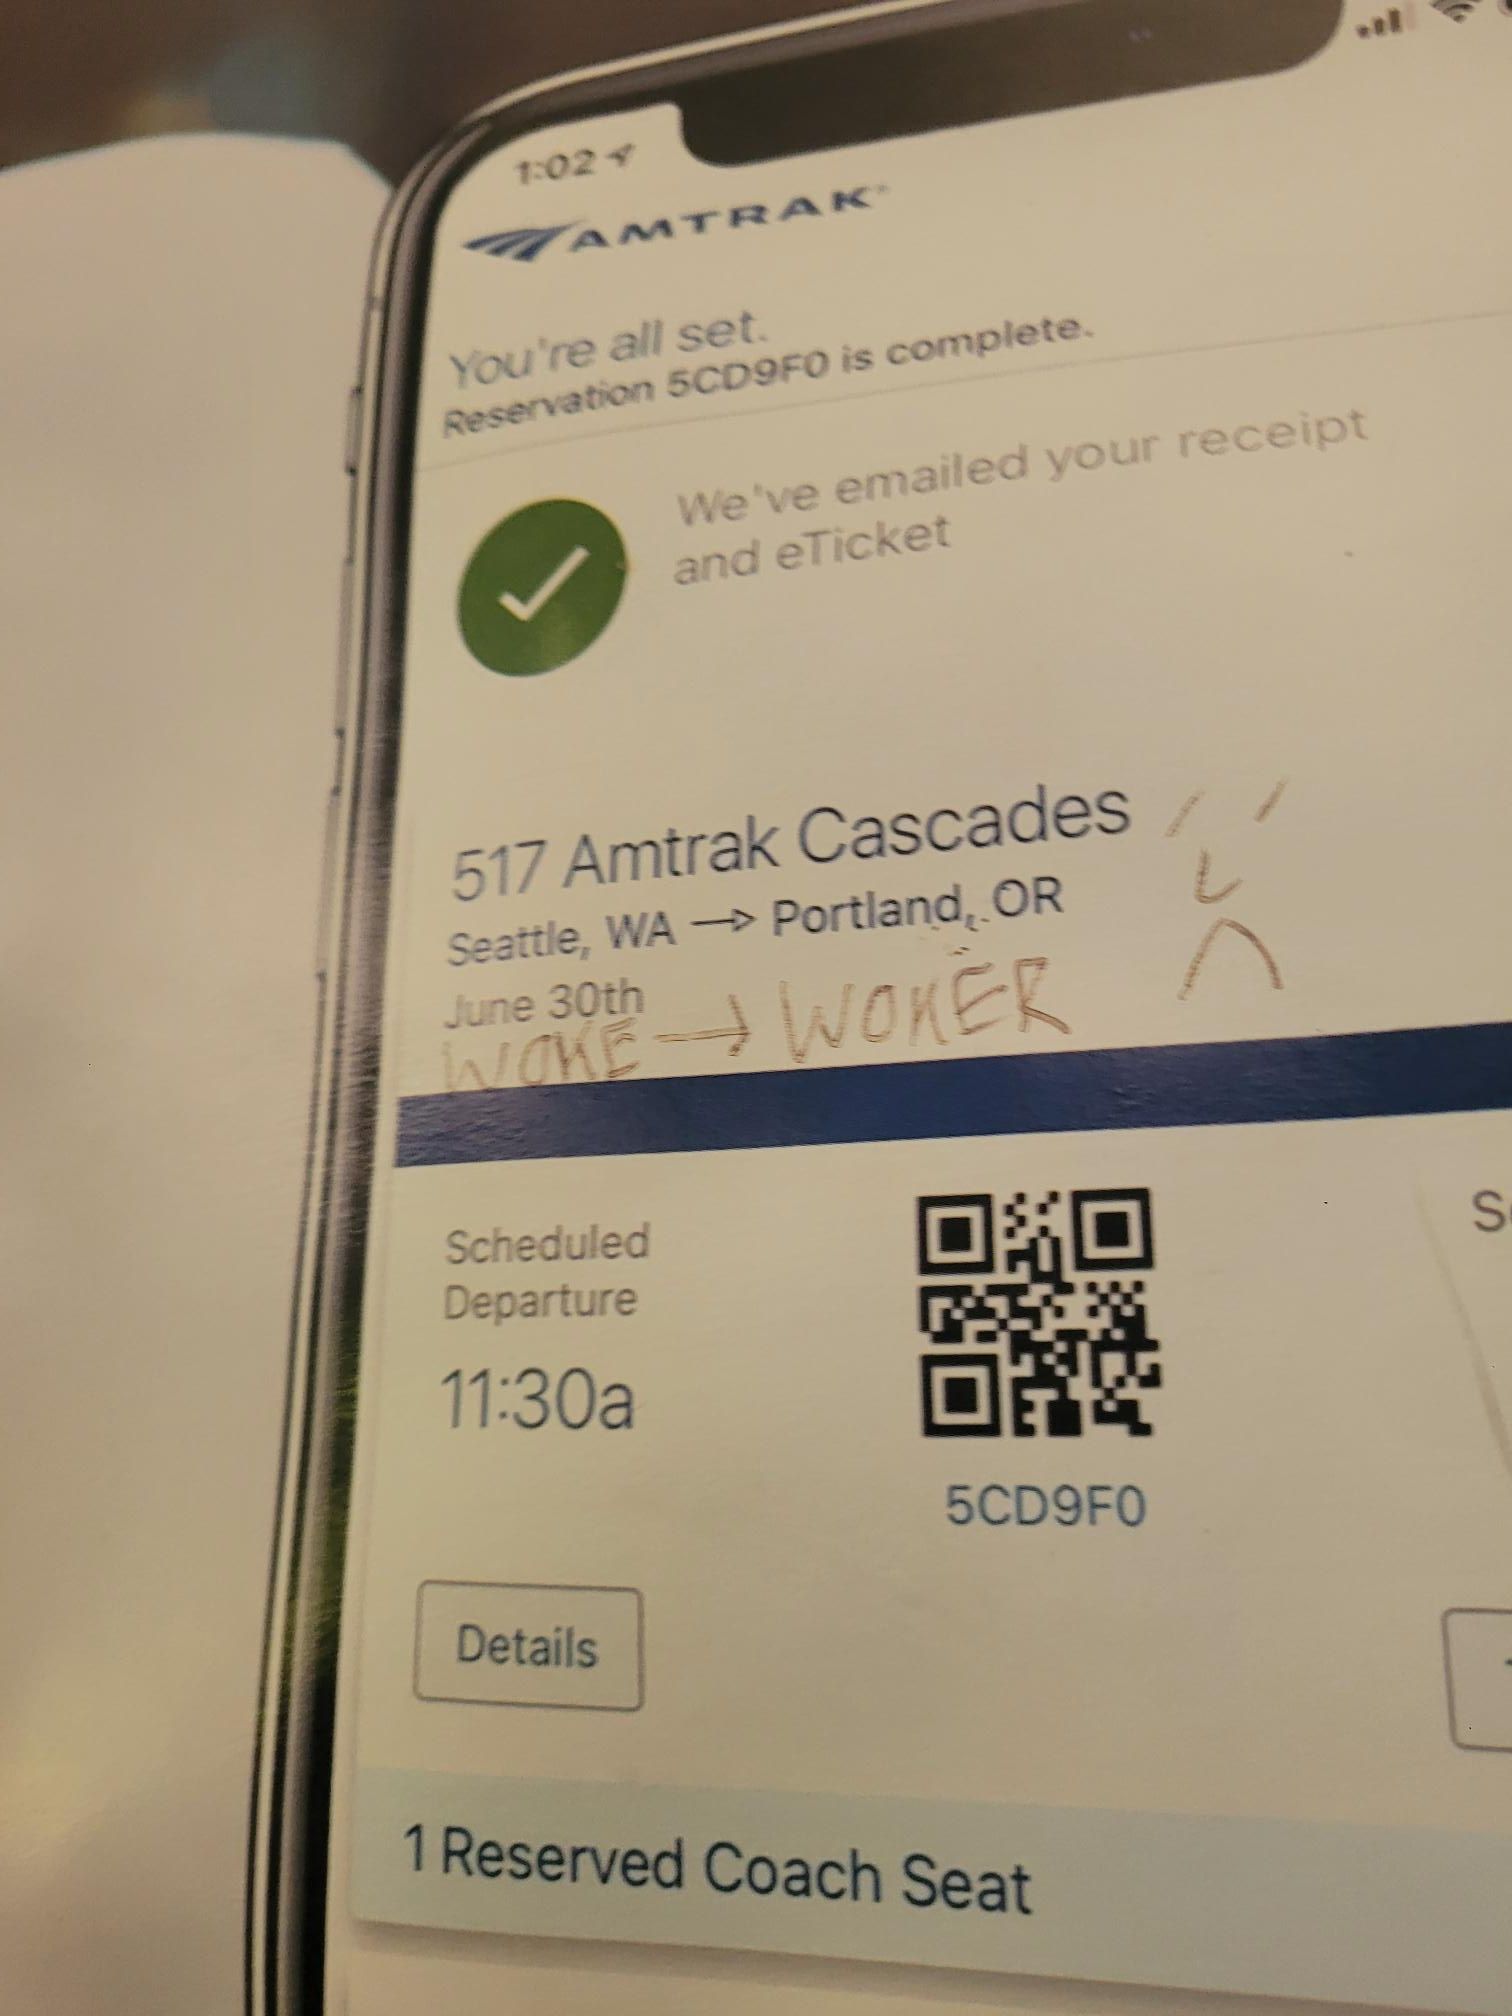 1:02
AMTRAK
You're all set.
Reservation 5CD9F0 is complete.
We've emailed your receipt
and eTicket
517 Amtrak Cascades
Seattle, WA → Portland, OR
June 30th
WOKE → WOKER
Scheduled
Departure
11:30a
5CD9F0
Details
1 Reserved Coach Seat